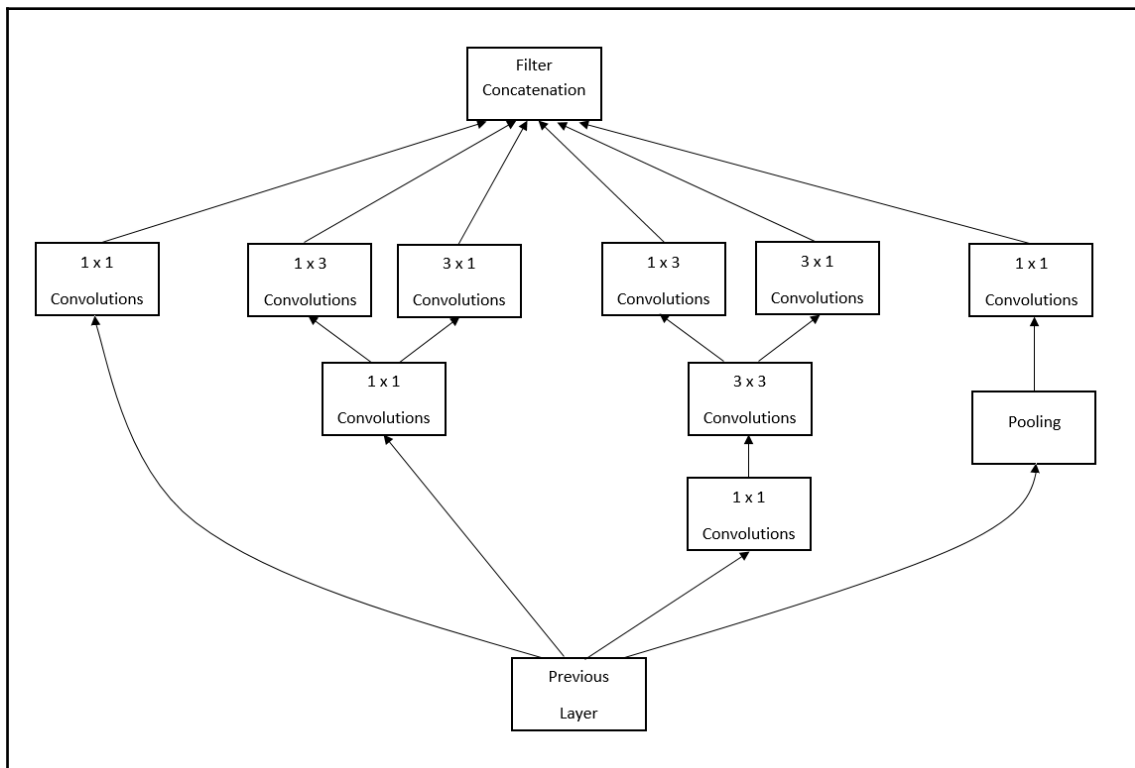 Filter
Concatenation
1 x 1
Convolutions
1 x 3
Convolutions
3 x 1
Convolutions
1 x 3
Convolutions
3 x 1
Convolutions
1 x 1
Convolutions
1 x 1
Convolutions
3 x 3
Convolutions
Pooling
1 x 1
Convolutions
Previous
Layer